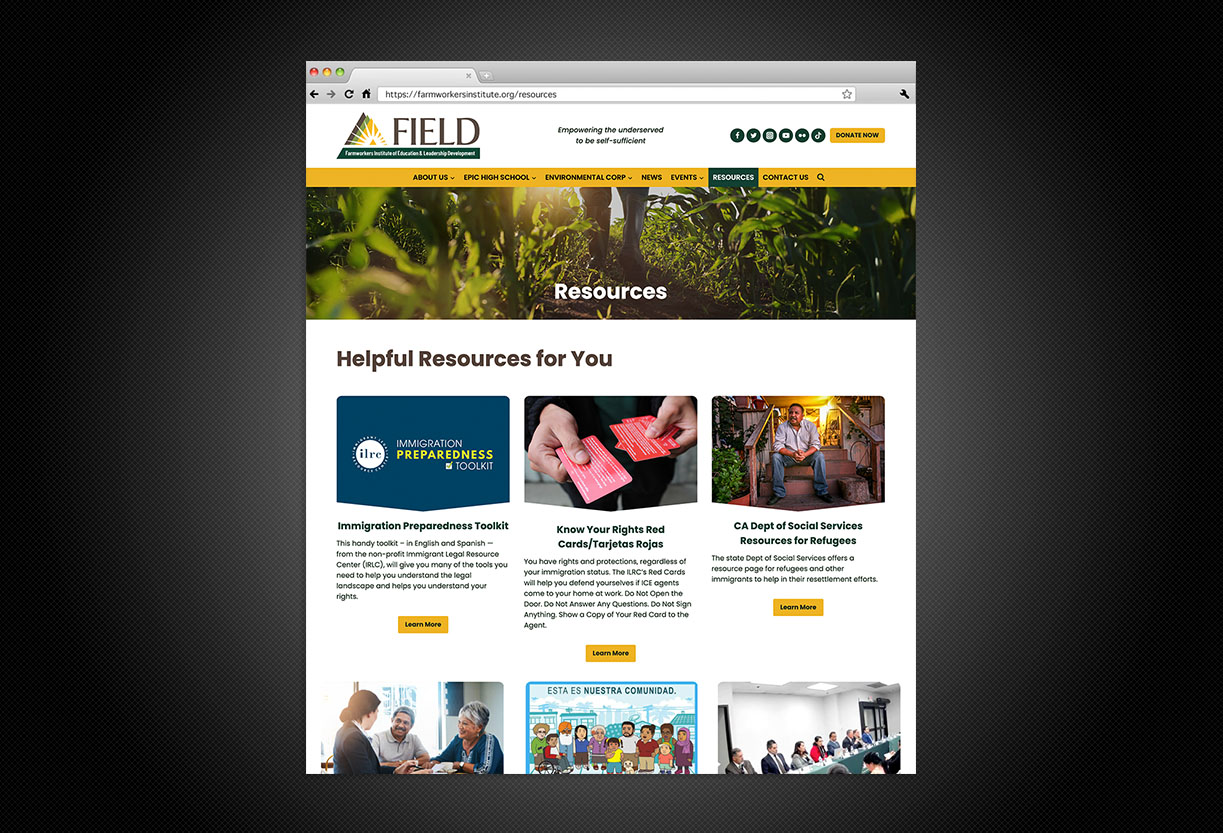 https://farmworkersinstitute.org/resources
FIELD
Farmworkers Institute of Education & Leadership Development
Empowering the underserved
to be self-sufficient
DONATE NOW
ABOUT US EPIC HIGH SCHOOL ENVIRONMENTAL CORP NEWS EVENTS RESOURCES CONTACT US
Resources
Helpful Resources for You
ilrc
IMMIGRATION
PREPAREDNESS
TOOLKIT
Immigration Preparedness Toolkit
This handy toolkit – in English and Spanish —
from the non-profit Immigrant Legal Resource
Center (IRLC), will give you many of the tools you
need to help you understand the legal
landscape and helps you understand your
rights.
Learn More
Know Your Rights Red
Cards/Tarjetas Rojas
You have rights and protections, regardless of
your immigration status. The ILRC's Red Cards
will help you defend yourselves if ICE agents
come to your home at work. Do Not Open the
Door. Do Not Answer Any Questions. Do Not Sign
Anything. Show a Copy of Your Red Card to the
Agent.
Learn More
CA Dept of Social Services
Resources for Refugees
The state Dept of Social Services offers a
resource page for refugees and other
immigrants to help in their resettlement efforts.
Learn More
ESTA ES NUESTRA COMUNIDAD.